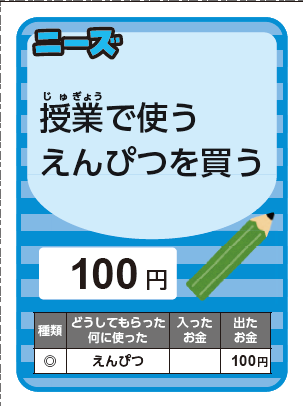 ニーズ
じゅぎょう
授業で使う
えんぴつを買う
100円
種類 どうしてもらった 何に使った 入った お金 出た お金
◎ えんぴつ 100円